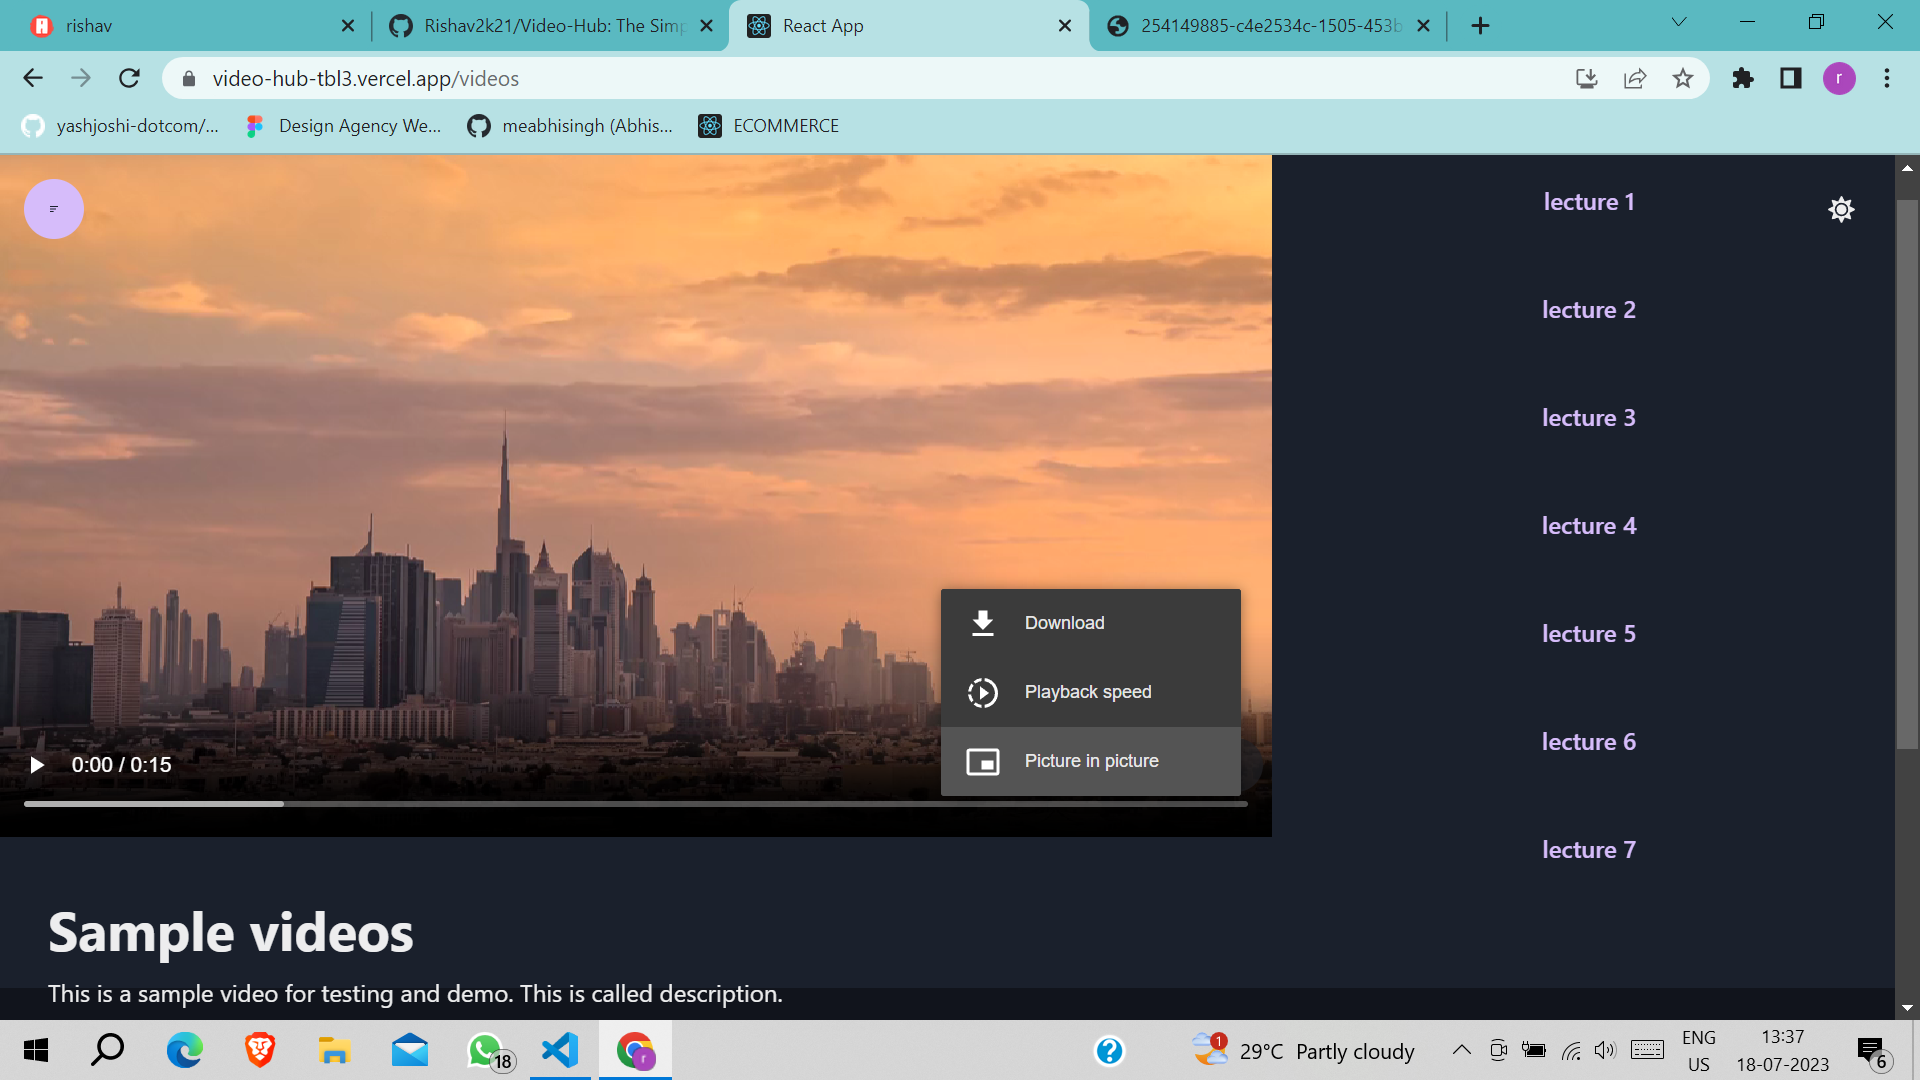 rishav
Rishav2k21/Video-Hub: The Simp
React App
254149885-c4e2534c-1505-453b
video-hub-tbl3.vercel.app/videos
r
yashjoshi-dotcom/...
Design Agency We...
meabhisingh (Abhis...
ECOMMERCE
lecture 1
lecture 2
lecture 3
lecture 4
lecture 5
lecture 6
lecture 7
Download
Playback speed
Picture in picture
0:00 / 0:15
Sample videos
This is a sample video for testing and demo. This is called description.
18
r
1
29°C Partly cloudy
ENG
US
13:37
18-07-2023
6